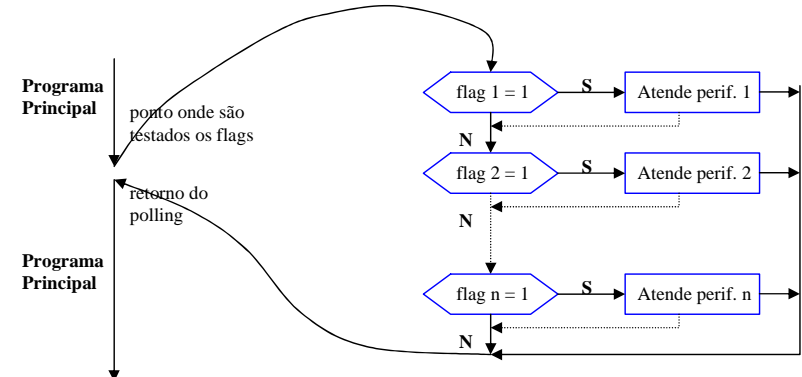 Programa
Principal
ponto onde são
testados os flags
flag 1 = 1
S
Atende perif. 1
N
flag 2 = 1
S
Atende perif. 2
retorno do
polling
N
Programa
Principal
flag n = 1
S
Atende perif. n
N